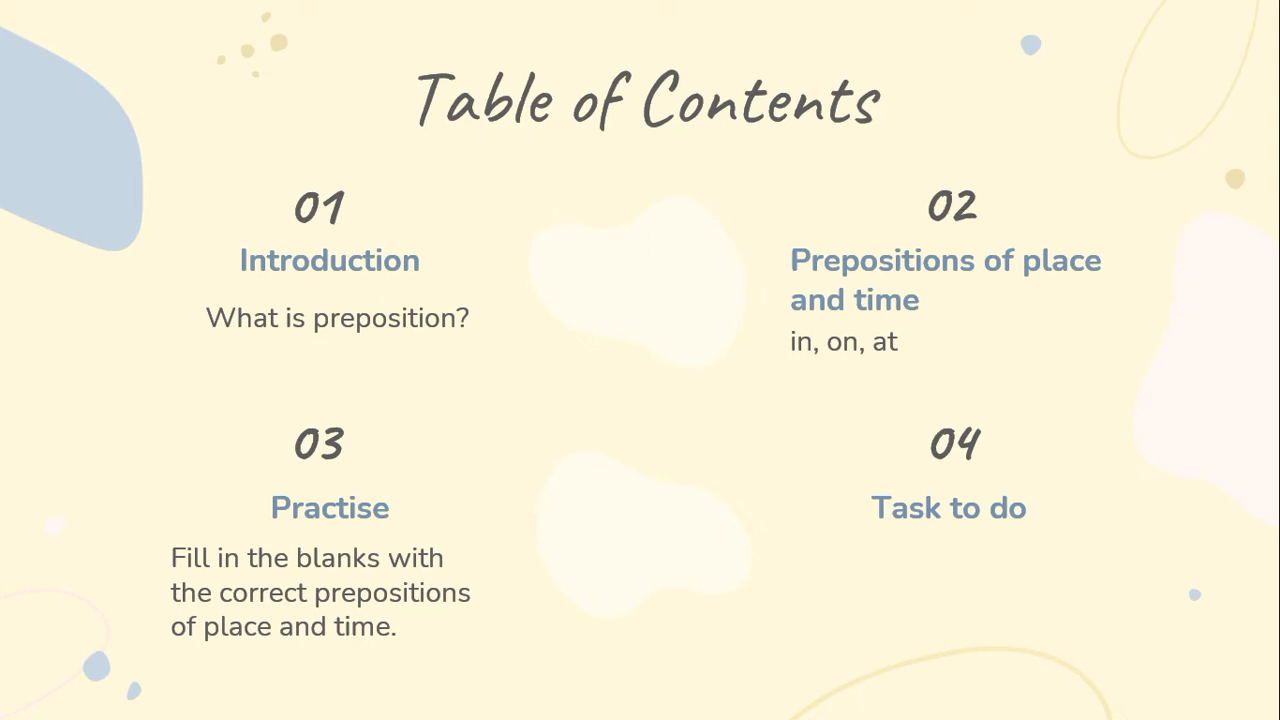 Table of Contents
01
Introduction
What is preposition?
02
Prepositions of place
and time
in, on, at
03
Practise
Fill in the blanks with
the correct prepositions
of place and time.
04
Task to do